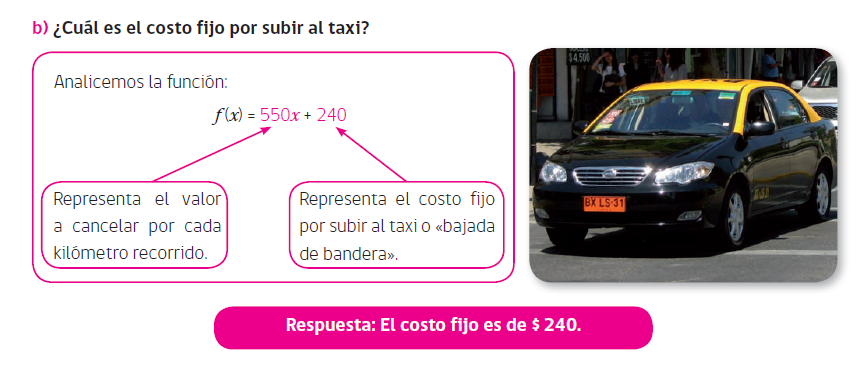 b) ¿Cuál es el costo fijo por subir al taxi?
Analicemos la función:
f(x) = 550x + 240
Representa el valor
a cancelar por cada
kilómetro recorrido.
Representa el costo fijo
por subir al taxi o «bajada
de bandera».
$4.500
BX LS·31
Respuesta: El costo fijo es de $ 240.